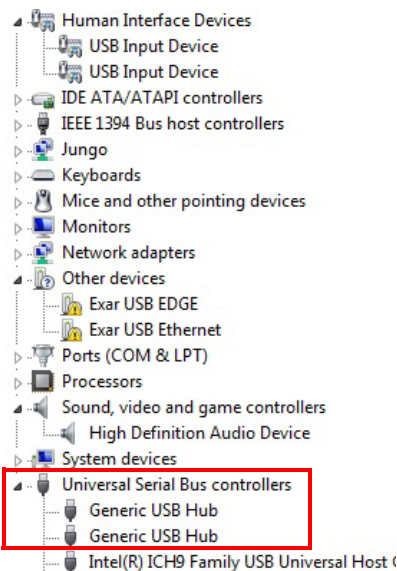 Human Interface Devices
USB Input Device
USB Input Device
IDE ATA/ATAPI controllers
IEEE 1394 Bus host controllers
Jungo
Keyboards
Mice and other pointing devices
Monitors
Network adapters
Other devices
Exar USB EDGE
Exar USB Ethernet
Ports (COM & LPT)
Processors
Sound, video and game controllers
High Definition Audio Device
System devices
Universal Serial Bus controllers
Generic USB Hub
Generic USB Hub
Intel(R) ICH9 Family USB Universal Host